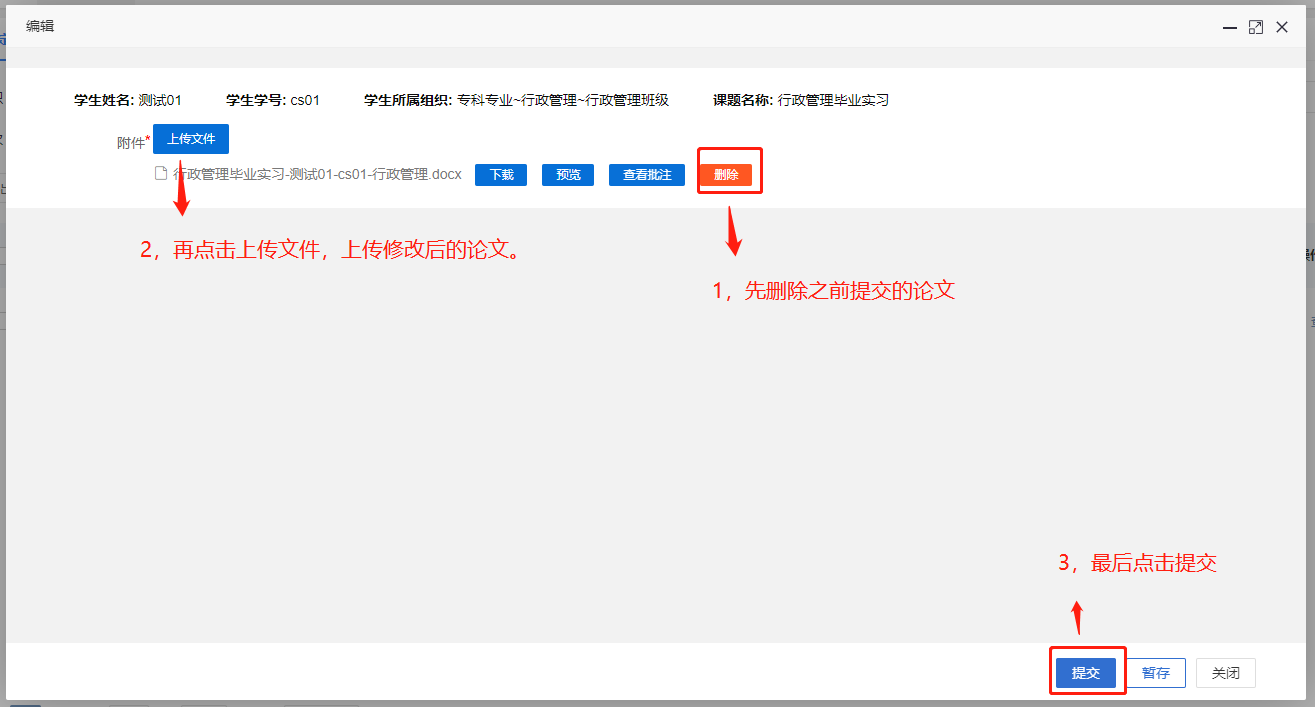 编辑
学生姓名: 测试01 学生学号: cs01 学生所属组织: 专科专业~行政管理~行政管理班级 课题名称: 行政管理毕业实习
附件* 上传文件
行政管理毕业实习-测试01-cs01-行政管理.docx 下载 预览 查看批注 删除
2，再点击上传文件，上传修改后的论文。
1，先删除之前提交的论文
3，最后点击提交
提交 暂存 关闭